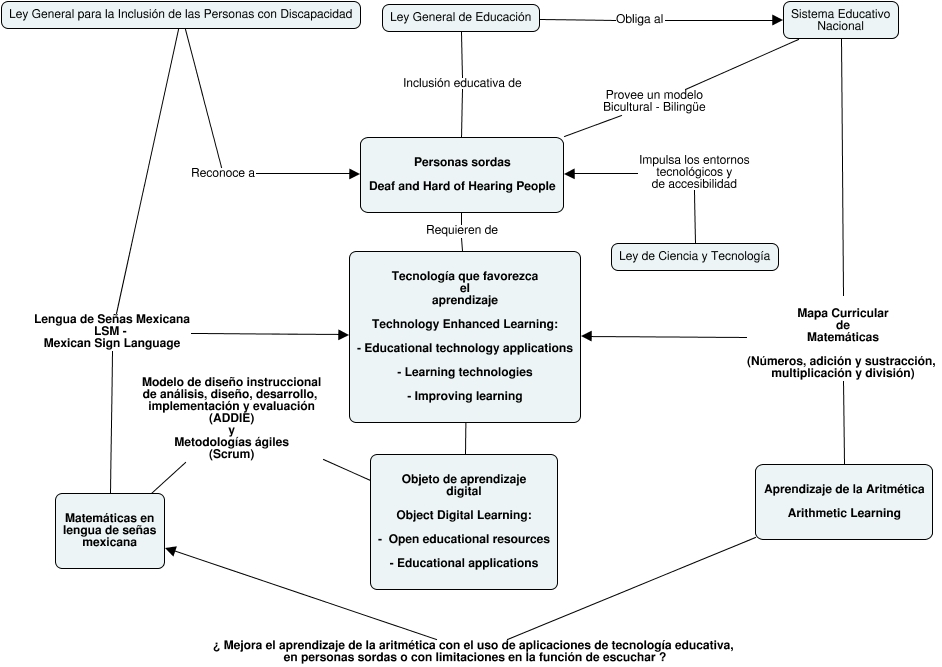 Ley General para la Inclusión de las Personas con Discapacidad
Ley General de Educación
Obliga al
Sistema Educativo
Nacional
Inclusión educativa de
Provee un modelo
Bicultural - Bilingüe
Reconoce a
Personas sordas
Deaf and Hard of Hearing People
Impulsa los entornos
tecnológicos y
de accesibilidad
Requieren de
Ley de Ciencia y Tecnología
Tecnología que favorezca
el
aprendizaje
Technology Enhanced Learning:
- Educational technology applications
- Learning technologies
- Improving learning
Lengua de Señas Mexicana
LSM -
Mexican Sign Language
Mapa Curricular
de
Matemáticas
(Números, adición y sustracción,
multiplicación y división)
Modelo de diseño instruccional
de análisis, diseño, desarrollo,
implementación y evaluación
(ADDIE)
y
Metodologías ágiles
(Scrum)
Objeto de aprendizaje
digital
Object Digital Learning:
- Open educational resources
- Educational applications
Matemáticas en
lengua de señas
mexicana
Aprendizaje de la Aritmética
Arithmetic Learning
¿ Mejora el aprendizaje de la aritmética con el uso de aplicaciones de tecnología educativa,
en personas sordas o con limitaciones en la función de escuchar ?